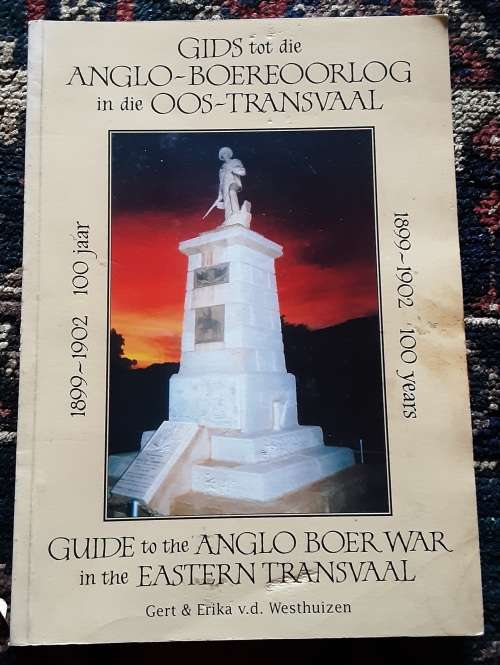 GIDS tot die
ANGLO-BOEREOORLOG
in die OOS-TRANSVAAL
1899~1902 100 jaar
1899~1902 100 years
GUIDE to the ANGLO BOER WAR
in the EASTERN TRANSVAAL
Gert & Erika v.d. Westhuizen